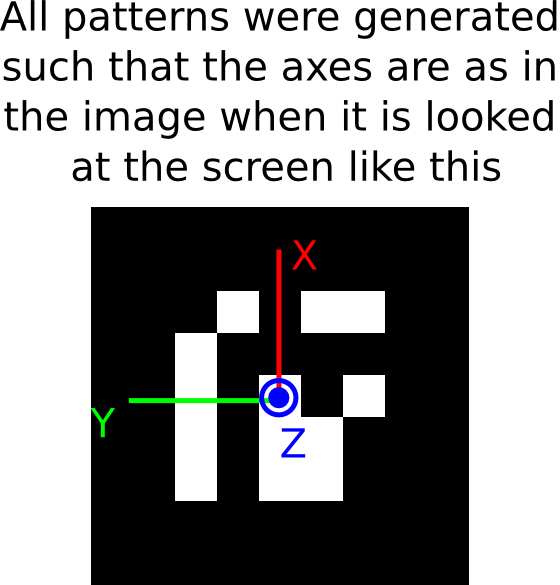 All patterns were generated
such that the axes are as in
the image when it is looked
at the screen like this
X
Y
Z